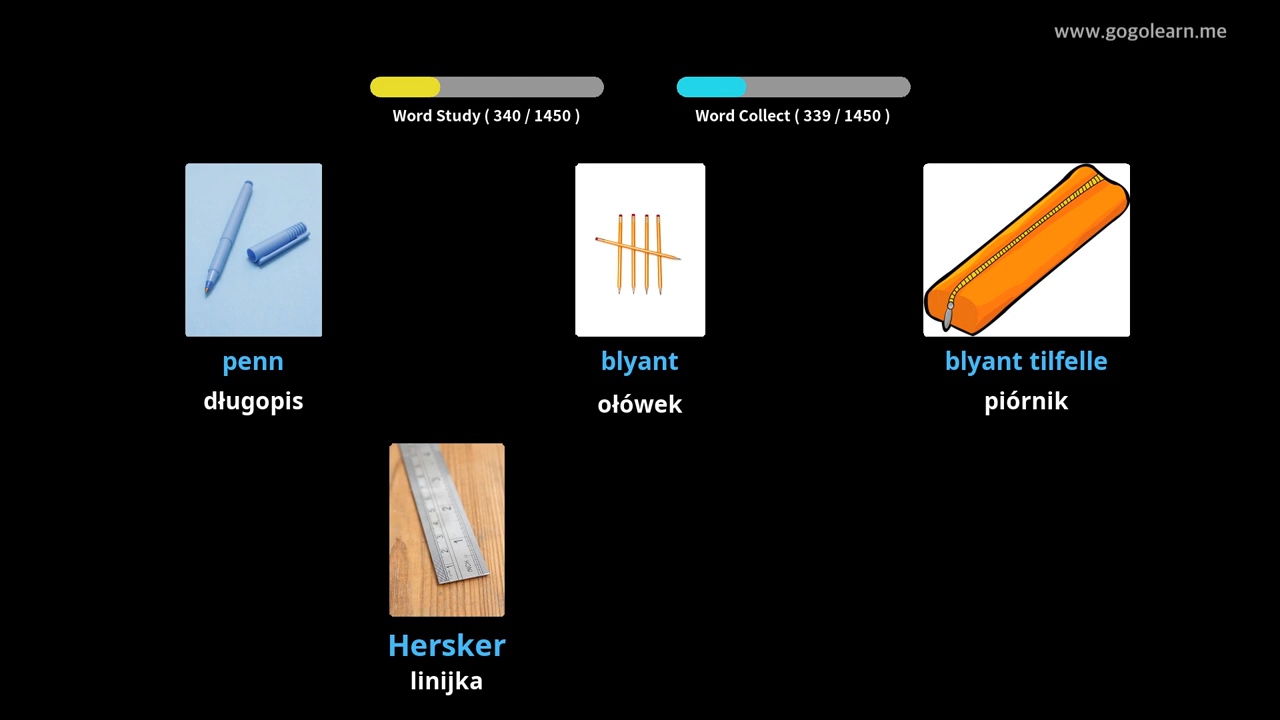 www.gogolearn.me
Word Study ( 340 / 1450 )
Word Collect ( 339 / 1450 )
penn
blyant
blyant tilfelle
długopis
ołówek
piórnik
Hersker
linijka